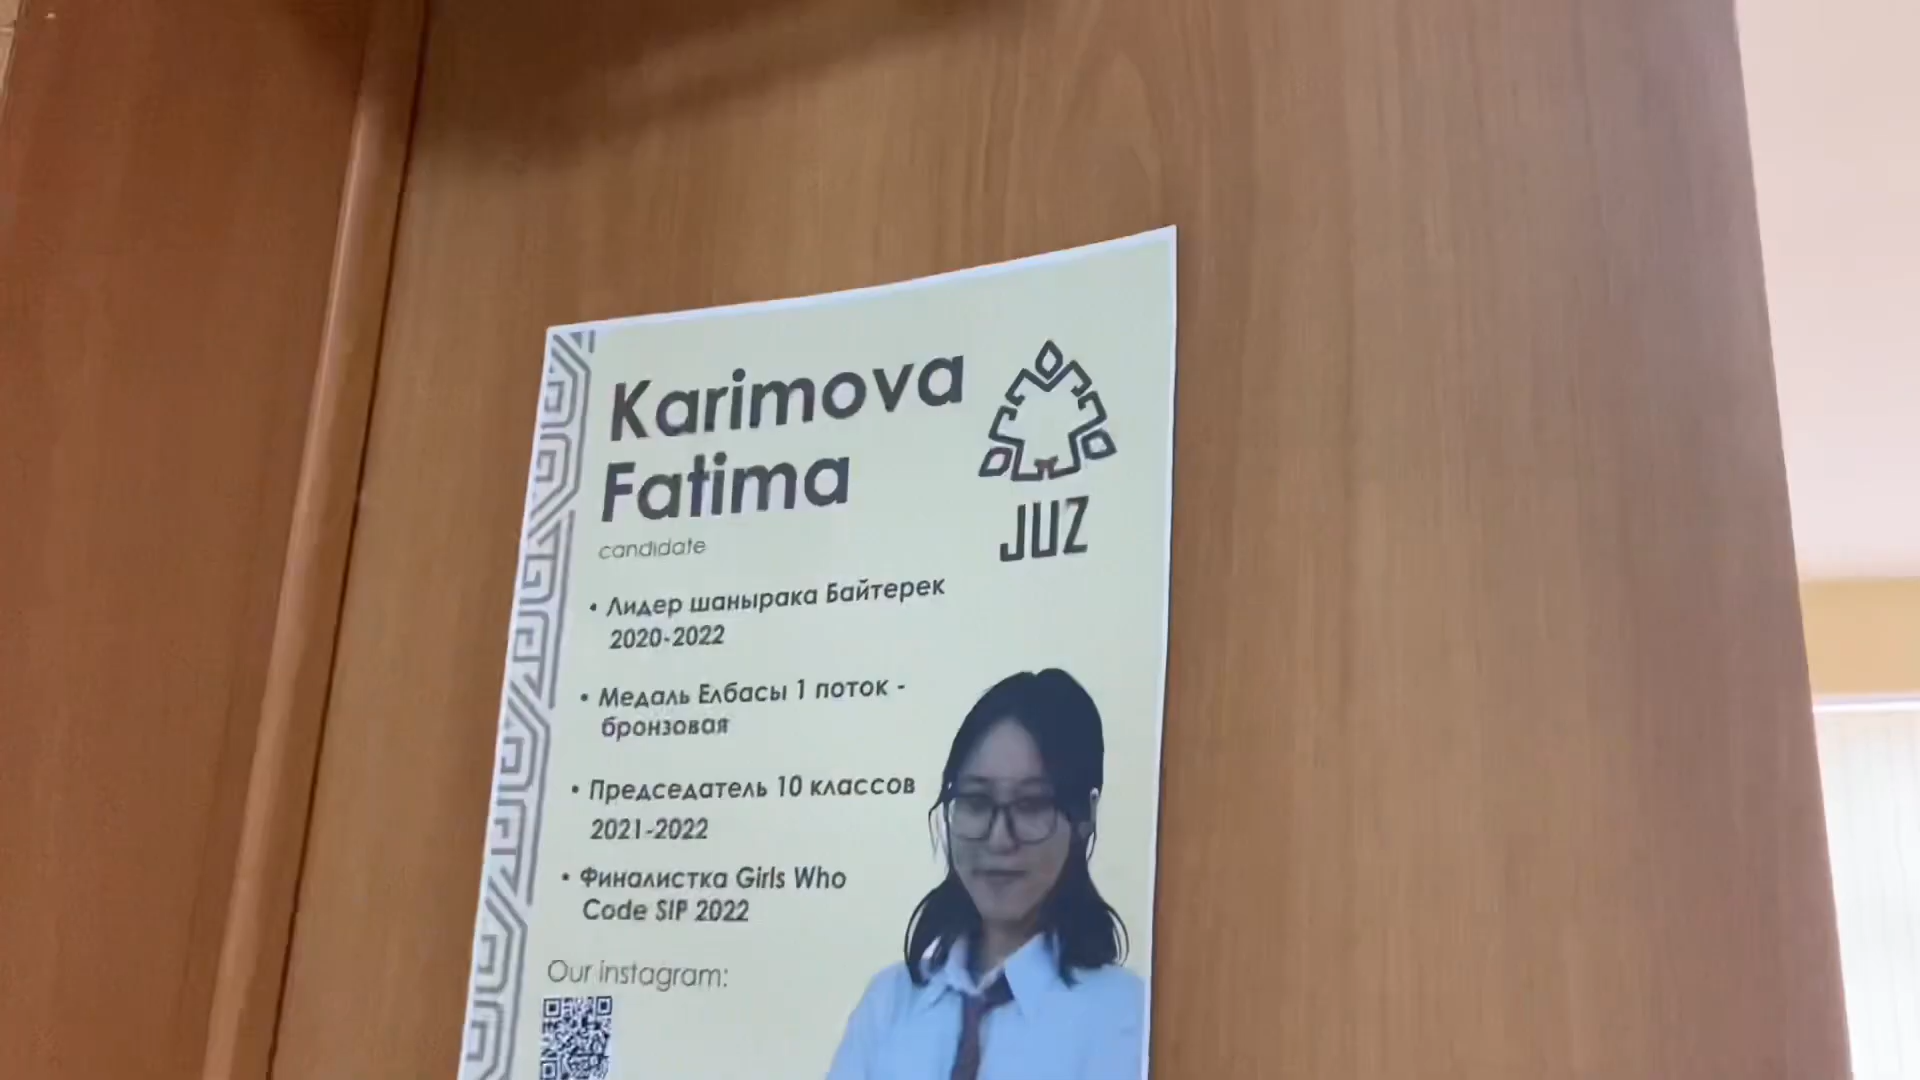 Karimova
Fatima
JUZ
candidate
• Лидер шанырака Байтерек
2020-2022
• Медаль Елбасы 1 поток -
бронзовая
• Председатель 10 классов
2021-2022
• Финалистка Girls Who
Code SIP 2022
Our instagram: